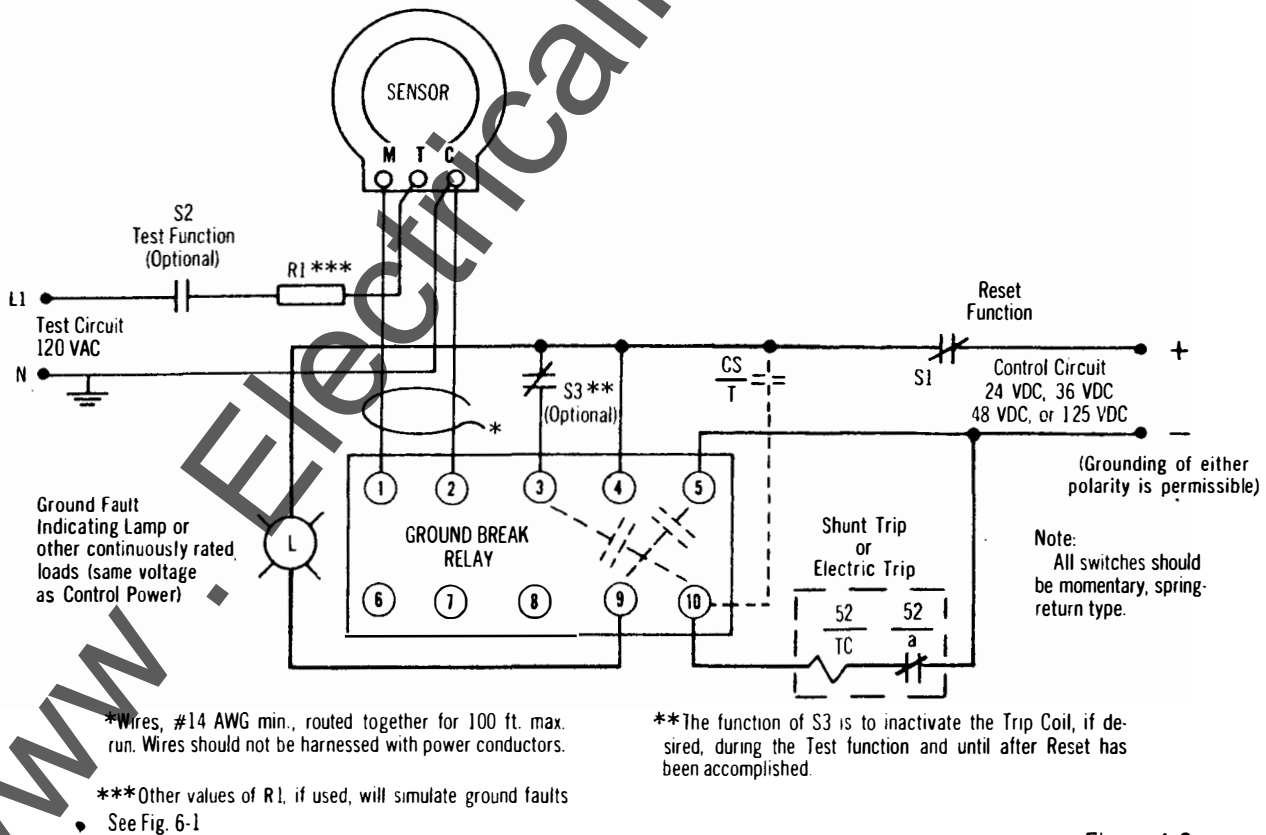 SENSOR
M T C
S2
Test Function
(Optional)
R1***
L1
Test Circuit
120 VAC
N
Reset
Function
S1
+
Control Circuit
24 VDC, 36 VDC
48 VDC, or 125 VDC
—
(Grounding of either
polarity is permissible)
CS
T
S3**
(Optional)
*
1
2
3
4
5
GROUND BREAK
RELAY
6
7
8
9
10
Ground Fault
Indicating Lamp or
other continuously rated
loads (same voltage
as Control Power)
L
Shunt Trip
or
Electric Trip
52
TC
52
a
Note:
All switches should
be momentary, spring-
return type.
*Wires, #14 AWG min., routed together for 100 ft. max.
run. Wires should not be harnessed with power conductors.
**The function of S3 is to inactivate the Trip Coil, if de-
sired, during the Test function and until after Reset has
been accomplished.
***Other values of R1, if used, will simulate ground faults
See Fig. 6-1
www. Electrical